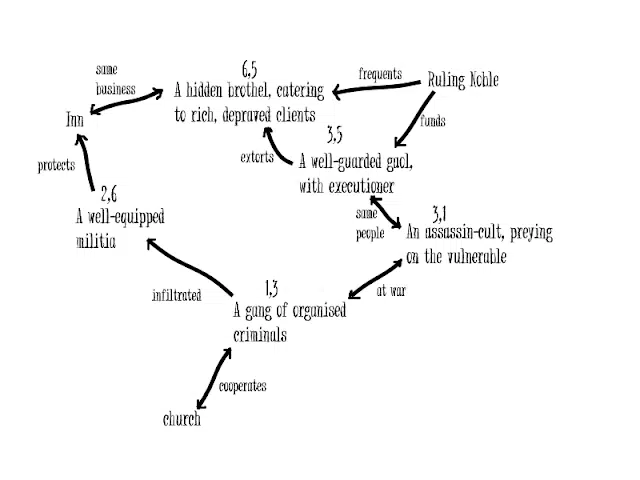 same
business
6,5
A hidden brothel, catering
to rich, depraved clients
frequents
Ruling Noble
Inn
funds
3,5
extorts
A well-guarded gaol,
with executioner
protects
2,6
A well-equipped
militia
same
people
3,1
An assassin-cult, preying
on the vulnerable
infiltrated
1,3
at war
A gang of organised
criminals
cooperates
church